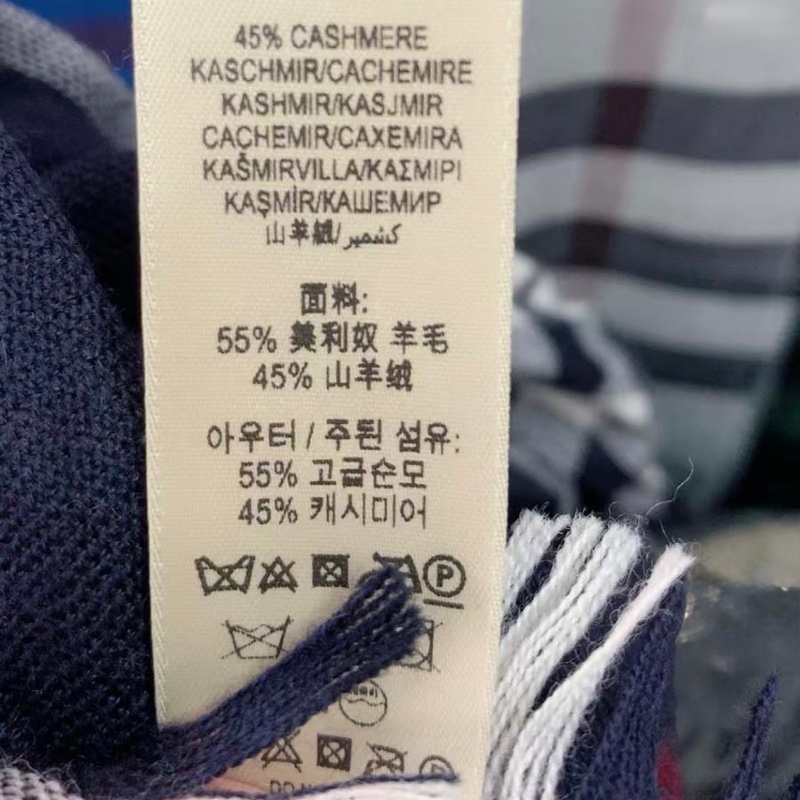 45% CASHMERE
KASCHMIR/CACHEMIRE
KASHMIR/KASJMIR
CACHEMIR/CAXEMIRA
KAŠMIRVILLA/ΚΑΣΜΙΡΙ
KAŞMİR/КАШЕМИР
山羊絨/کشمیر
面料:
55% 美利奴 羊毛
45% 山羊绒
아우터 / 주된 섬유:
55% 고급순모
45% 캐시미어
P